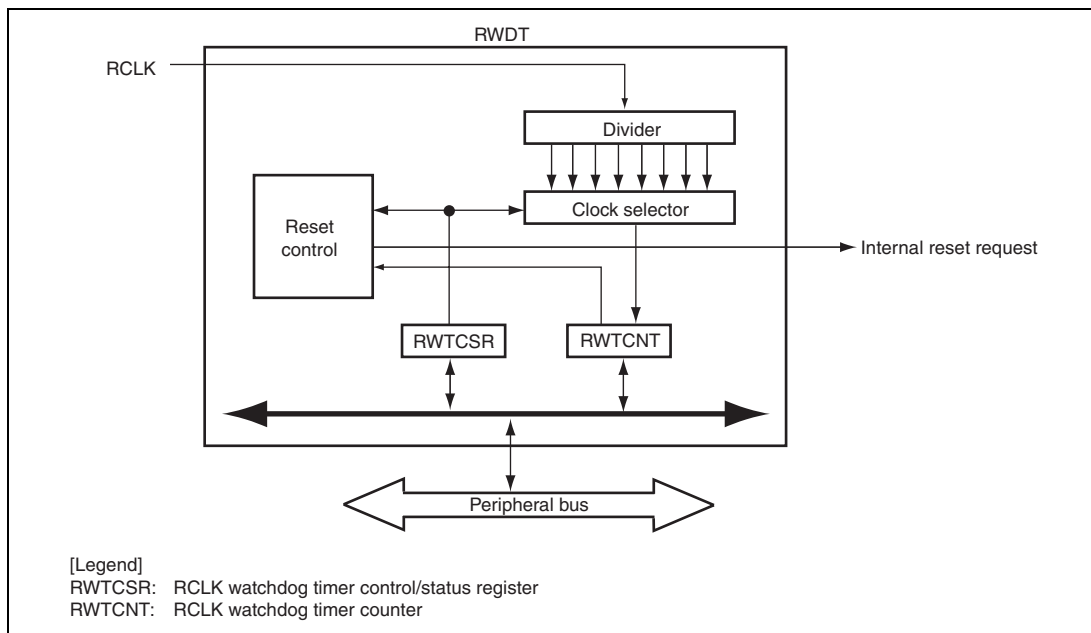 RWDT
RCLK
Divider
Clock selector
Reset
control
Internal reset request
RWTCSR
RWTCNT
Peripheral bus
[Legend]
RWTCSR: RCLK watchdog timer control/status register
RWTCNT: RCLK watchdog timer counter